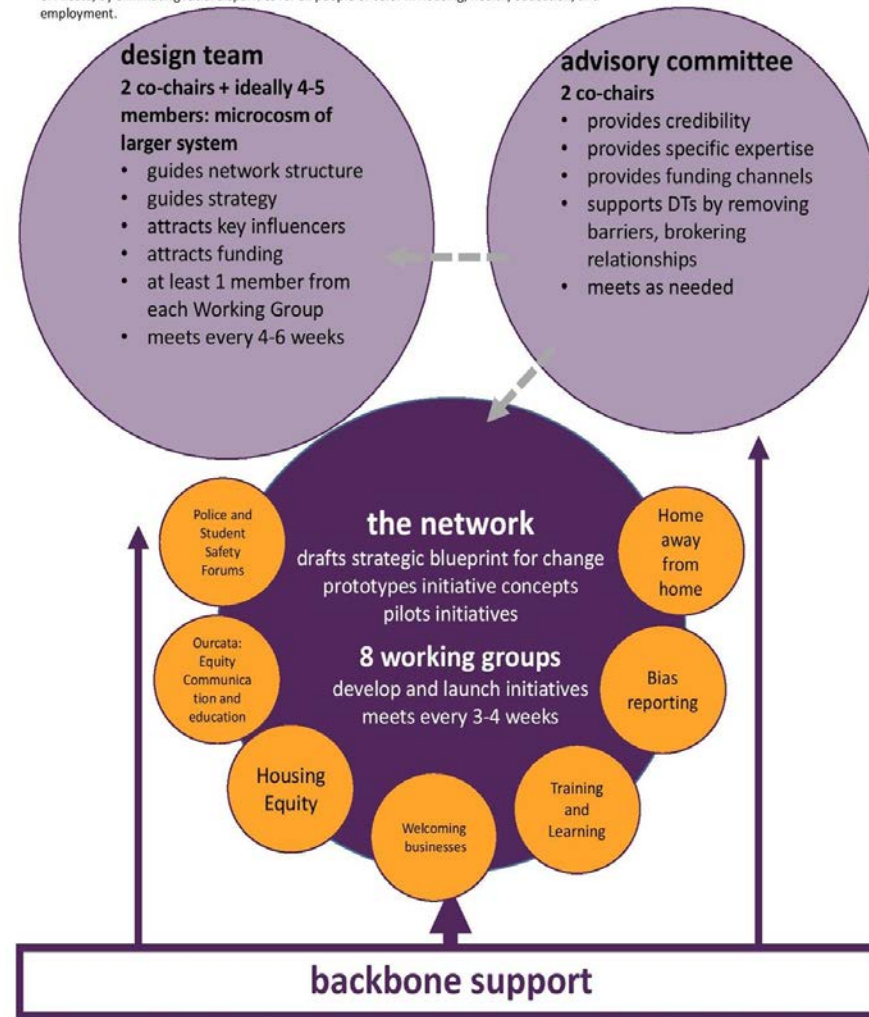 employment.
design team
2 co-chairs + ideally 4-5
members: microcosm of
larger system
• guides network structure
• guides strategy
• attracts key influencers
• attracts funding
• at least 1 member from
each Working Group
• meets every 4-6 weeks
advisory committee
2 co-chairs
• provides credibility
• provides specific expertise
• provides funding channels
• supports DTs by removing
barriers, brokering
relationships
• meets as needed
the network
drafts strategic blueprint for change
prototypes initiative concepts
pilots initiatives
8 working groups
develop and launch initiatives
meets every 3-4 weeks
Police and
Student
Safety
Forums
Ourcata:
Equity
Communica
tion and
education
Housing
Equity
Welcoming
businesses
Training
and
Learning
Bias
reporting
Home
away
from
home
backbone support